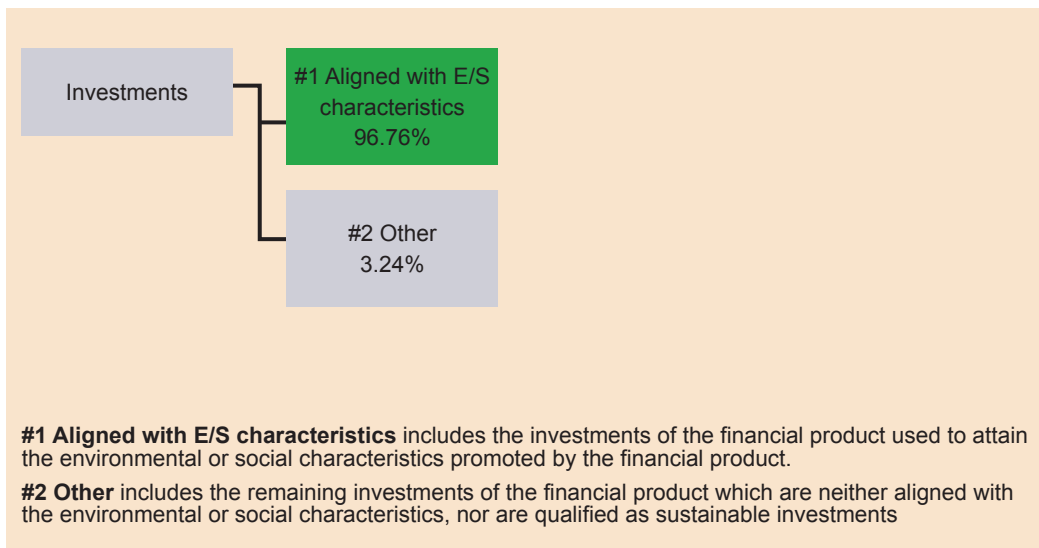 Investments
#1 Aligned with E/S
characteristics
96.76%
#2 Other
3.24%
#1 Aligned with E/S characteristics includes the investments of the financial product used to attain
the environmental or social characteristics promoted by the financial product.
#2 Other includes the remaining investments of the financial product which are neither aligned with
the environmental or social characteristics, nor are qualified as sustainable investments